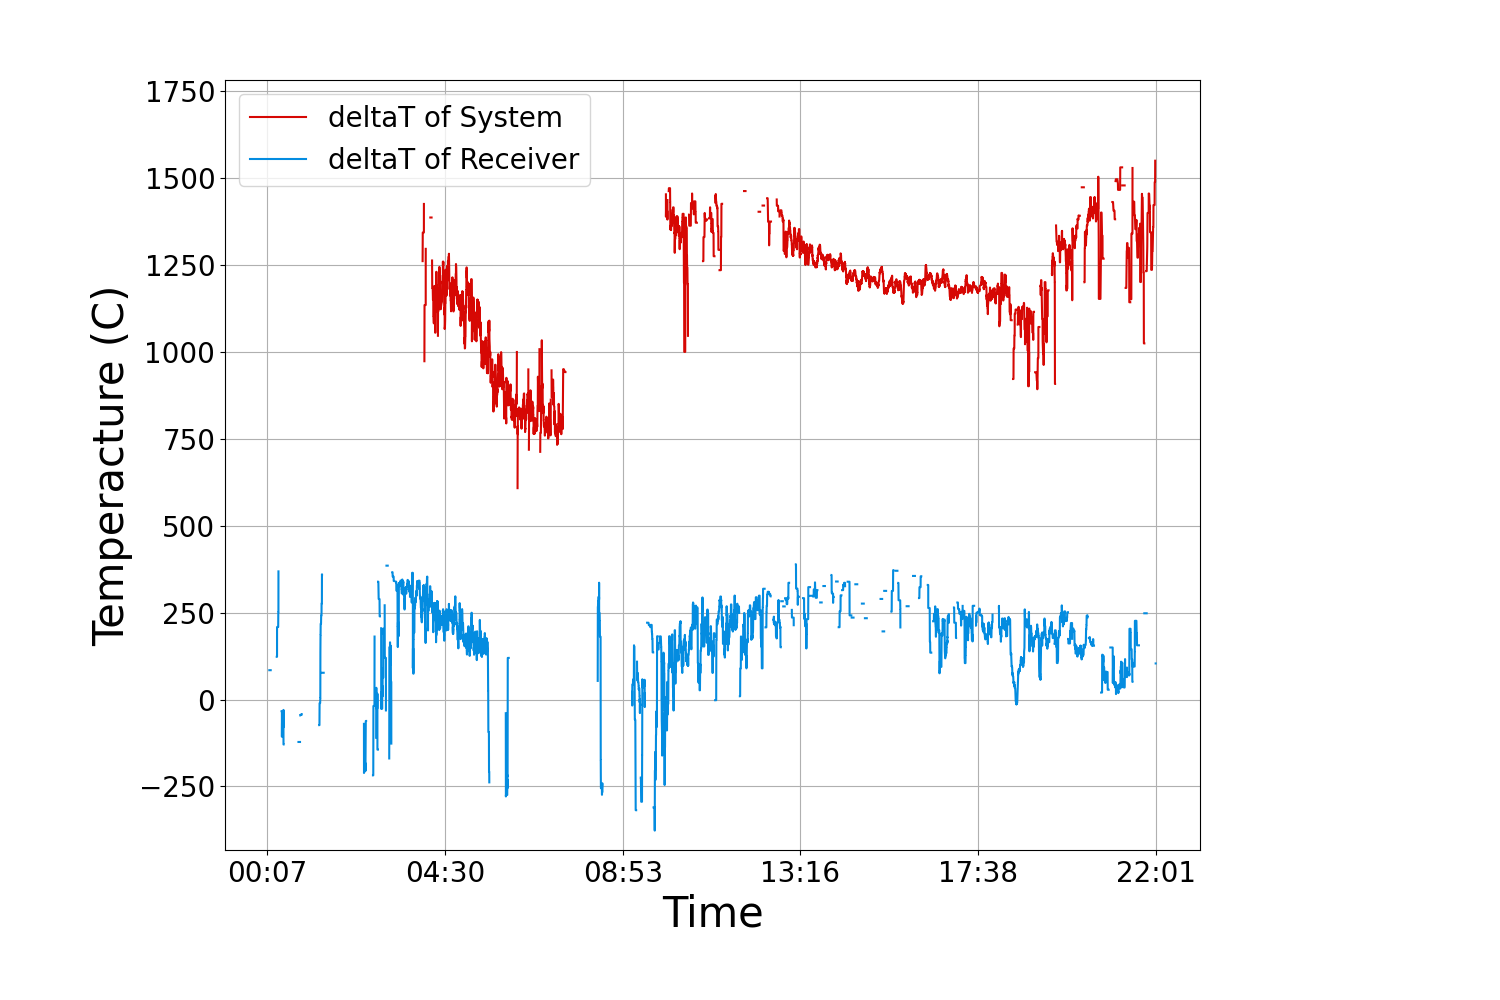 1750
1500
1250
1000
750
500
250
0
−250
deltaT of System
deltaT of Receiver
Temperacture (C)
00:07 04:30 08:53 13:16 17:38 22:01
Time